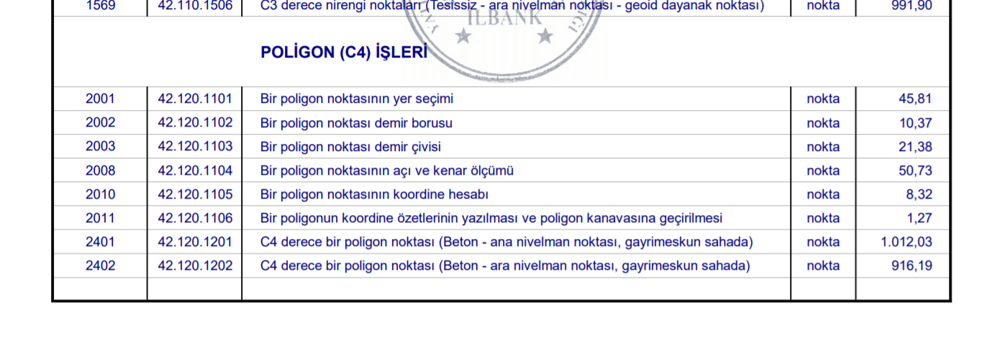 1569 42.110.1506 C3 derece nirengi noktaları (Tesissiz - ara nivelman noktası - geoid dayanak noktası) nokta 991,90
İLBANK
POLİGON (C4) İŞLERİ
2001 42.120.1101 Bir poligon noktasının yer seçimi nokta 45,81
2002 42.120.1102 Bir poligon noktası demir borusu nokta 10,37
2003 42.120.1103 Bir poligon noktası demir çivisi nokta 21,38
2008 42.120.1104 Bir poligon noktasının açı ve kenar ölçümü nokta 50,73
2010 42.120.1105 Bir poligon noktasının koordine hesabı nokta 8,32
2011 42.120.1106 Bir poligonun koordine özetlerinin yazılması ve poligon kanavasına geçirilmesi nokta 1,27
2401 42.120.1201 C4 derece bir poligon noktası (Beton - ana nivelman noktası, gayrimeskun sahada) nokta 1.012,03
2402 42.120.1202 C4 derece bir poligon noktası (Beton - ara nivelman noktası, gayrimeskun sahada) nokta 916,19